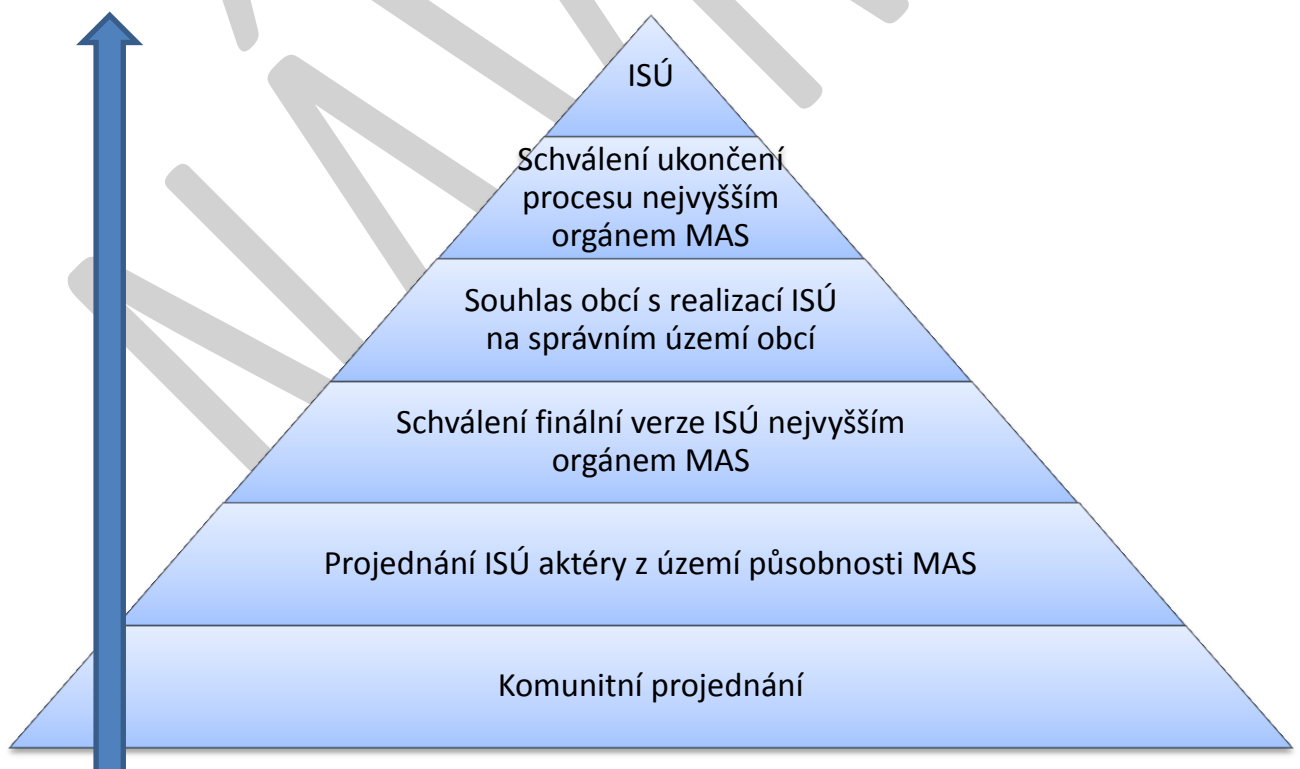 ISÚ
Schválení ukončení
procesu nejvyšším
orgánem MAS
Souhlas obcí s realizací ISÚ
na správním území obcí
Schválení finální verze ISÚ nejvyšším
orgánem MAS
Projednání ISÚ aktéry z území působnosti MAS
Komunitní projednání